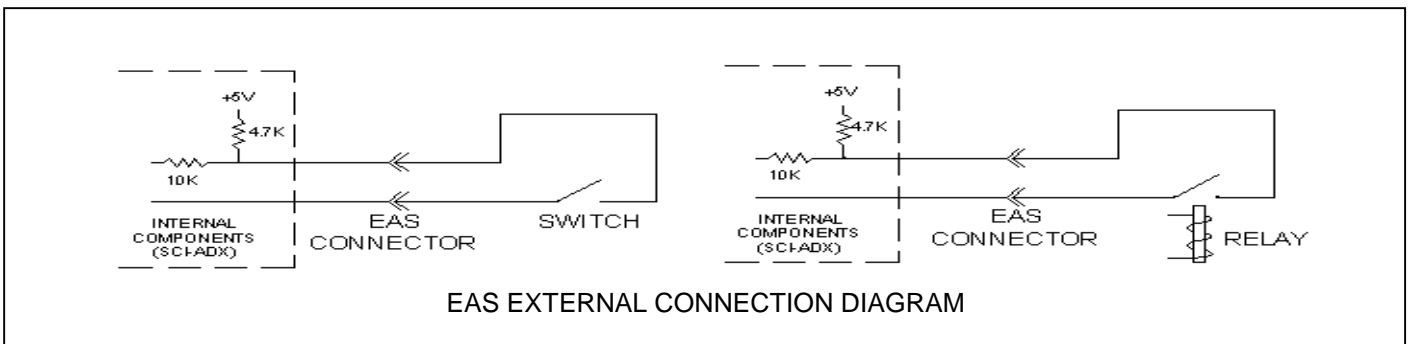 +5V
4.7K
10K
INTERNAL
COMPONENTS
(SCI-ADX)
EAS
CONNECTOR
SWITCH
+5V
4.7K
10K
INTERNAL
COMPONENTS
(SCI-ADX)
EAS
CONNECTOR
RELAY
EAS EXTERNAL CONNECTION DIAGRAM